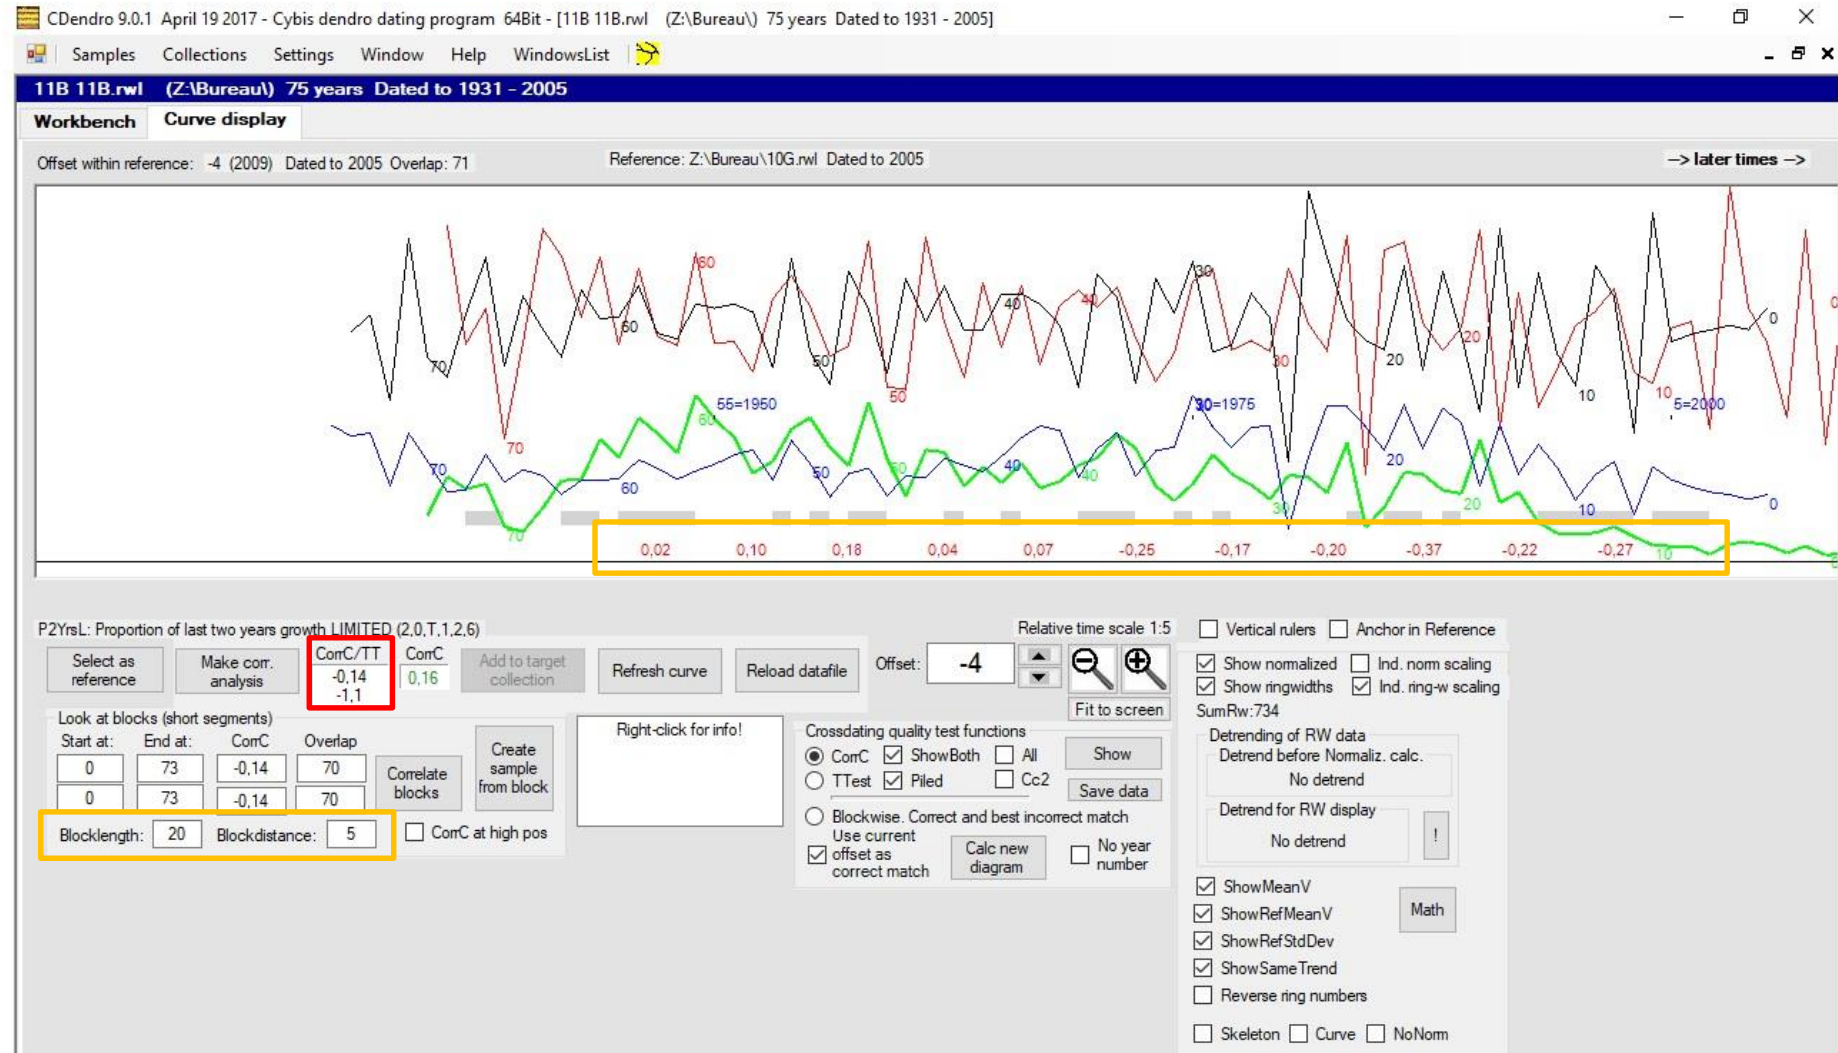 CDendro 9.0.1 April 19 2017 - Cybis dendro dating program 64Bit - [11B 11B.rwl (Z:\Bureau\) 75 years Dated to 1931 - 2005]
Samples Collections Settings Window Help WindowsList
11B 11B.rwl (Z:\Bureau\) 75 years Dated to 1931 - 2005
Workbench Curve display
Offset within reference: -4 (2009) Dated to 2005 Overlap: 71 Reference: Z:\Bureau\10G.rwl Dated to 2005 --> later times -->
60 30
40 40 0
60 20 0
70 50 30 20
50 10 10
55=1950 30=1975 5=2000
60
70
70 50 50 40 40 20
60 20
30 10 0
70
0,02 0,10 0,18 0,04 0,07 -0,25 -0,17 -0,20 -0,37 -0,22 -0,27 10
P2YrsL: Proportion of last two years growth LIMITED (2,0,T,1,2,6) Relative time scale 1:5
Select as reference
Make corr. analysis
CorrC/TT
-0,14
-1,1
CorrC
0,16
Add to target collection
Refresh curve
Reload datafile
Offset: -4
Fit to screen
Look at blocks (short segments)
Start at: End at: CorrC Overlap
0 73 -0,14 70
0 73 -0,14 70
Correlate blocks
Create sample from block
Blocklength: 20 Blockdistance: 5 CorrC at high pos
Right-click for info!
Crossdating quality test functions
CorrC ShowBoth All Show
TTest Piled Cc2 Save data
Blockwise. Correct and best incorrect match
Use current offset as correct match
Calc new diagram
No year number
Vertical rulers Anchor in Reference
Show normalized Ind. norm scaling
Show ringwidths Ind. ring-w scaling
SumRw:734
Detrending of RW data
Detrend before Normaliz. calc.
No detrend
Detrend for RW display
No detrend !
ShowMeanV
ShowRefMeanV Math
ShowRefStdDev
ShowSameTrend
Reverse ring numbers
Skeleton Curve NoNorm